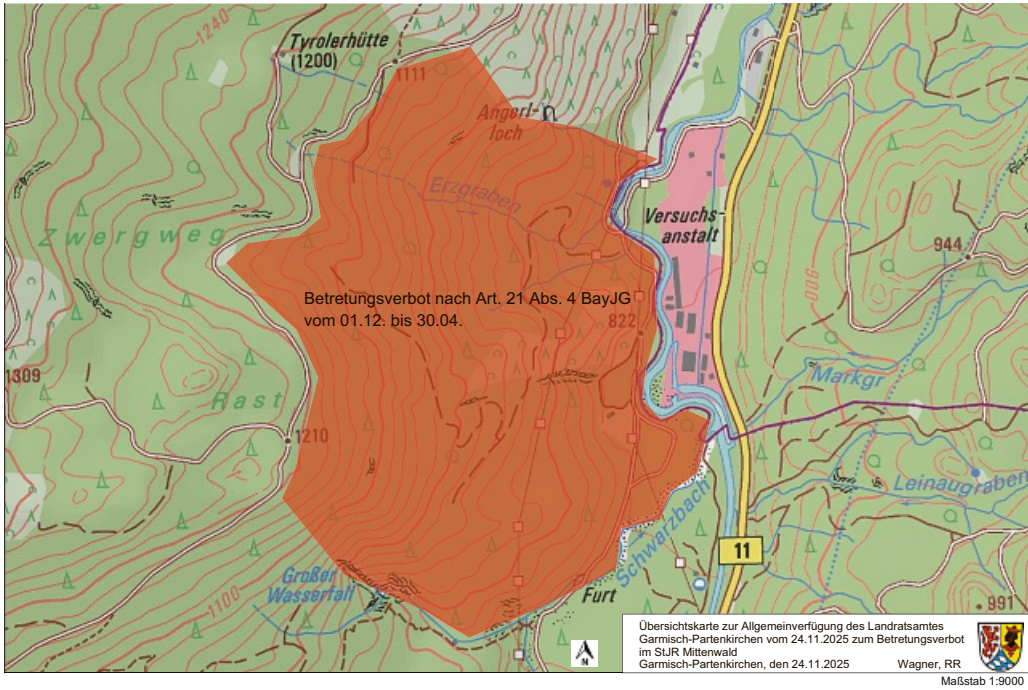 1240
Tyrolerhütte
(1200)
1111
Angerl-
loch
Erzgraben
Versuchs-
anstalt
Zwergweg
944
900
Betretungsverbot nach Art. 21 Abs. 4 BayJG
vom 01.12. bis 30.04.
822
1309
Rast
Markgr
1210
Leinaugraben
Schwarzbach
11
Großer
Wasserfall
1100
Furt
991
N
Übersichtskarte zur Allgemeinverfügung des Landratsamtes
Garmisch-Partenkirchen vom 24.11.2025 zum Betretungsverbot
im StJR Mittenwald
Garmisch-Partenkirchen, den 24.11.2025 Wagner, RR
Maßstab 1:9000